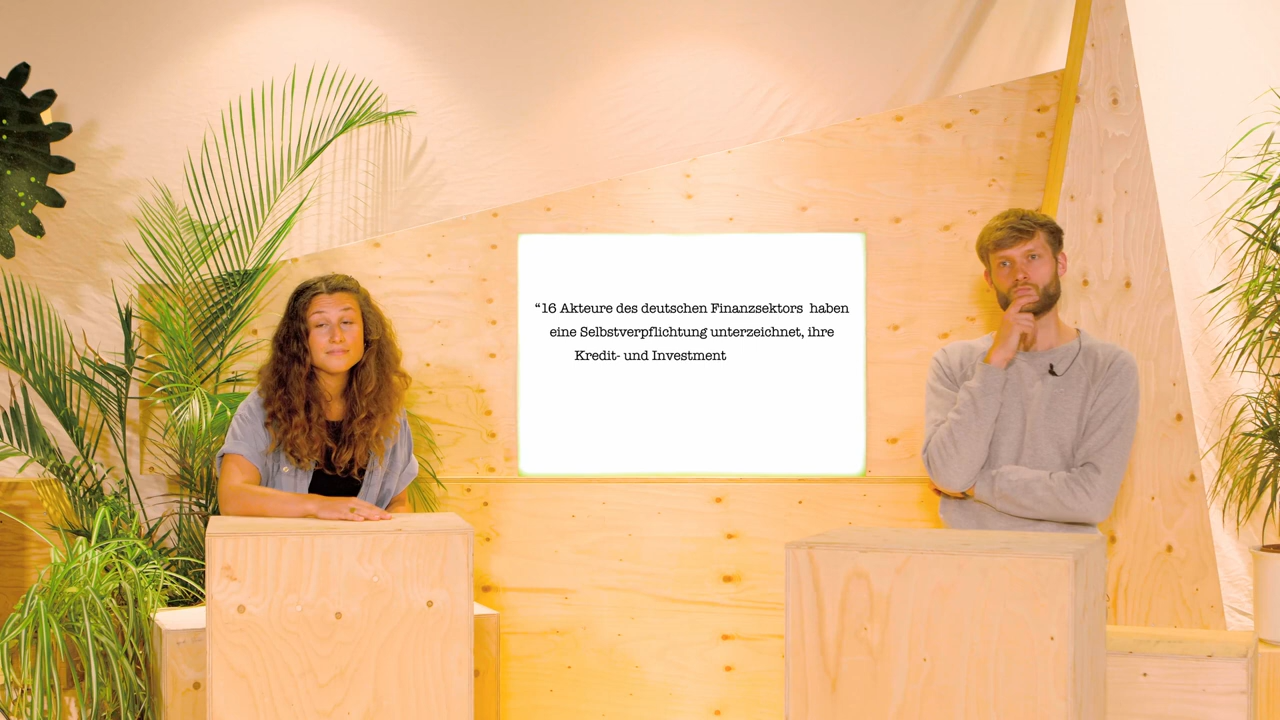 “16 Akteure des deutschen Finanzsektors haben
eine Selbstverpflichtung unterzeichnet, ihre
Kredit- und Investment